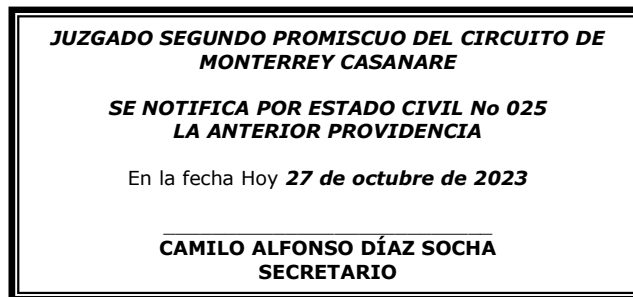 JUZGADO SEGUNDO PROMISCUO DEL CIRCUITO DE
MONTERREY CASANARE
SE NOTIFICA POR ESTADO CIVIL No 025
LA ANTERIOR PROVIDENCIA
En la fecha Hoy 27 de octubre de 2023
CAMILO ALFONSO DÍAZ SOCHA
SECRETARIO